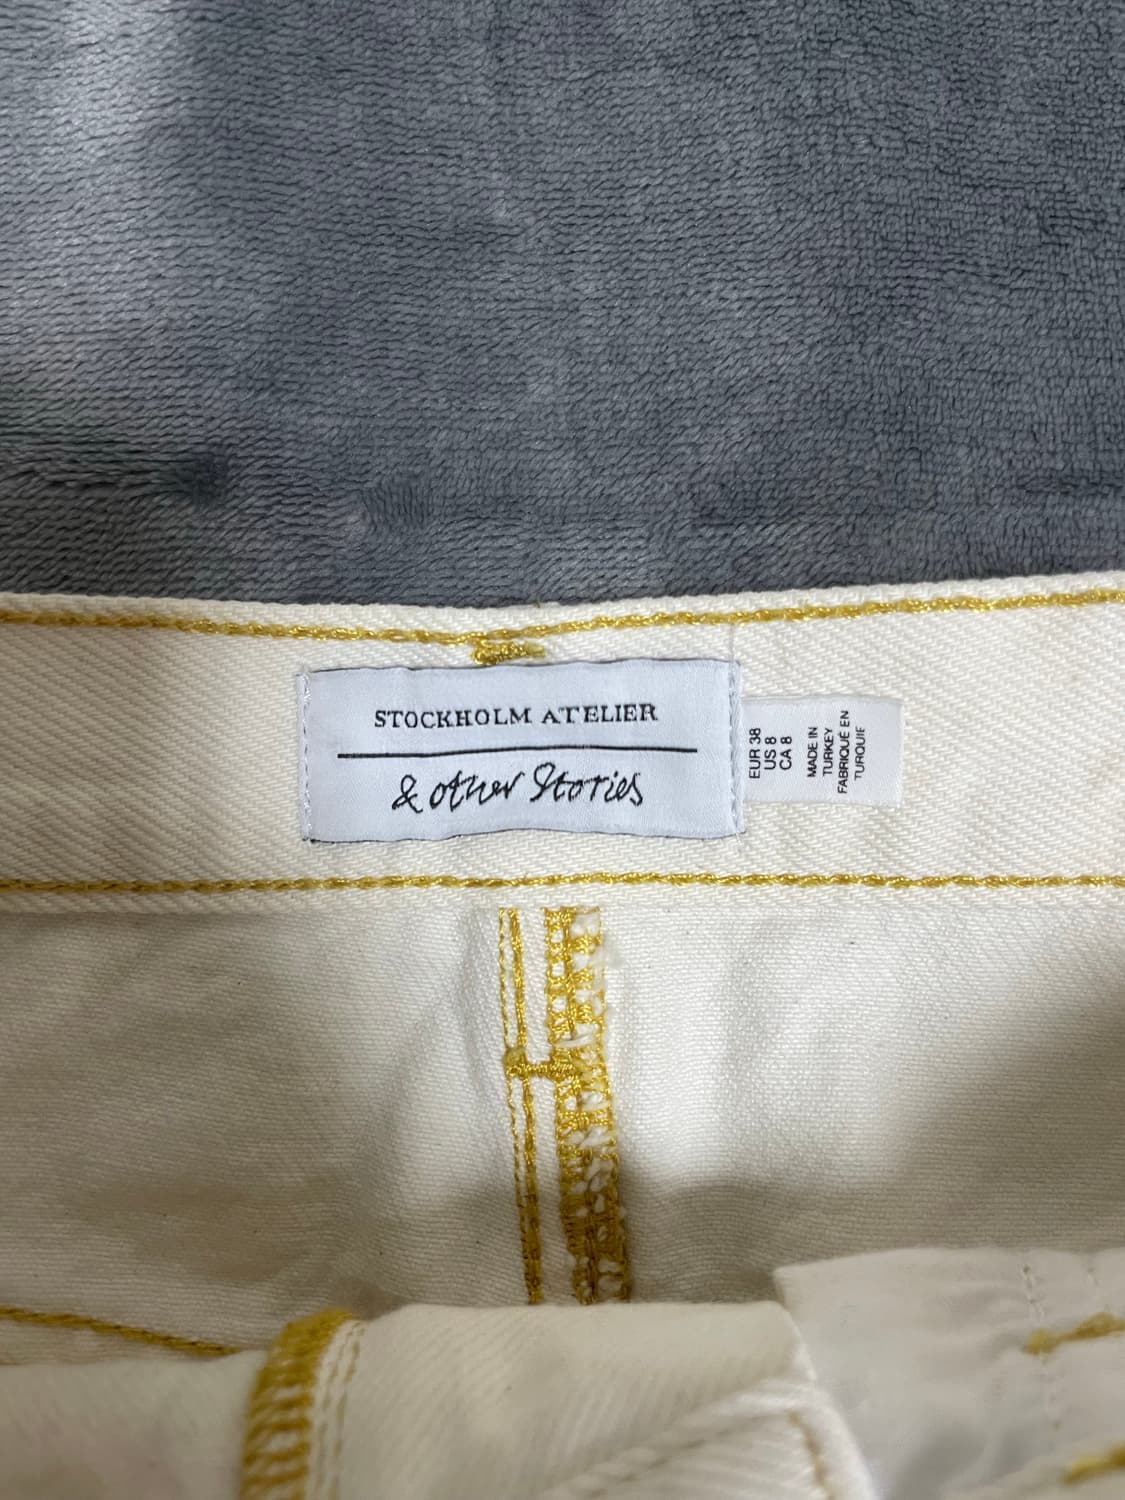 STOCKHOLM ATELIER
& other Stories
EUR 38
US 8
CA 8
MADE IN
TURKEY
FABRIQUÉ EN
TURQUIE